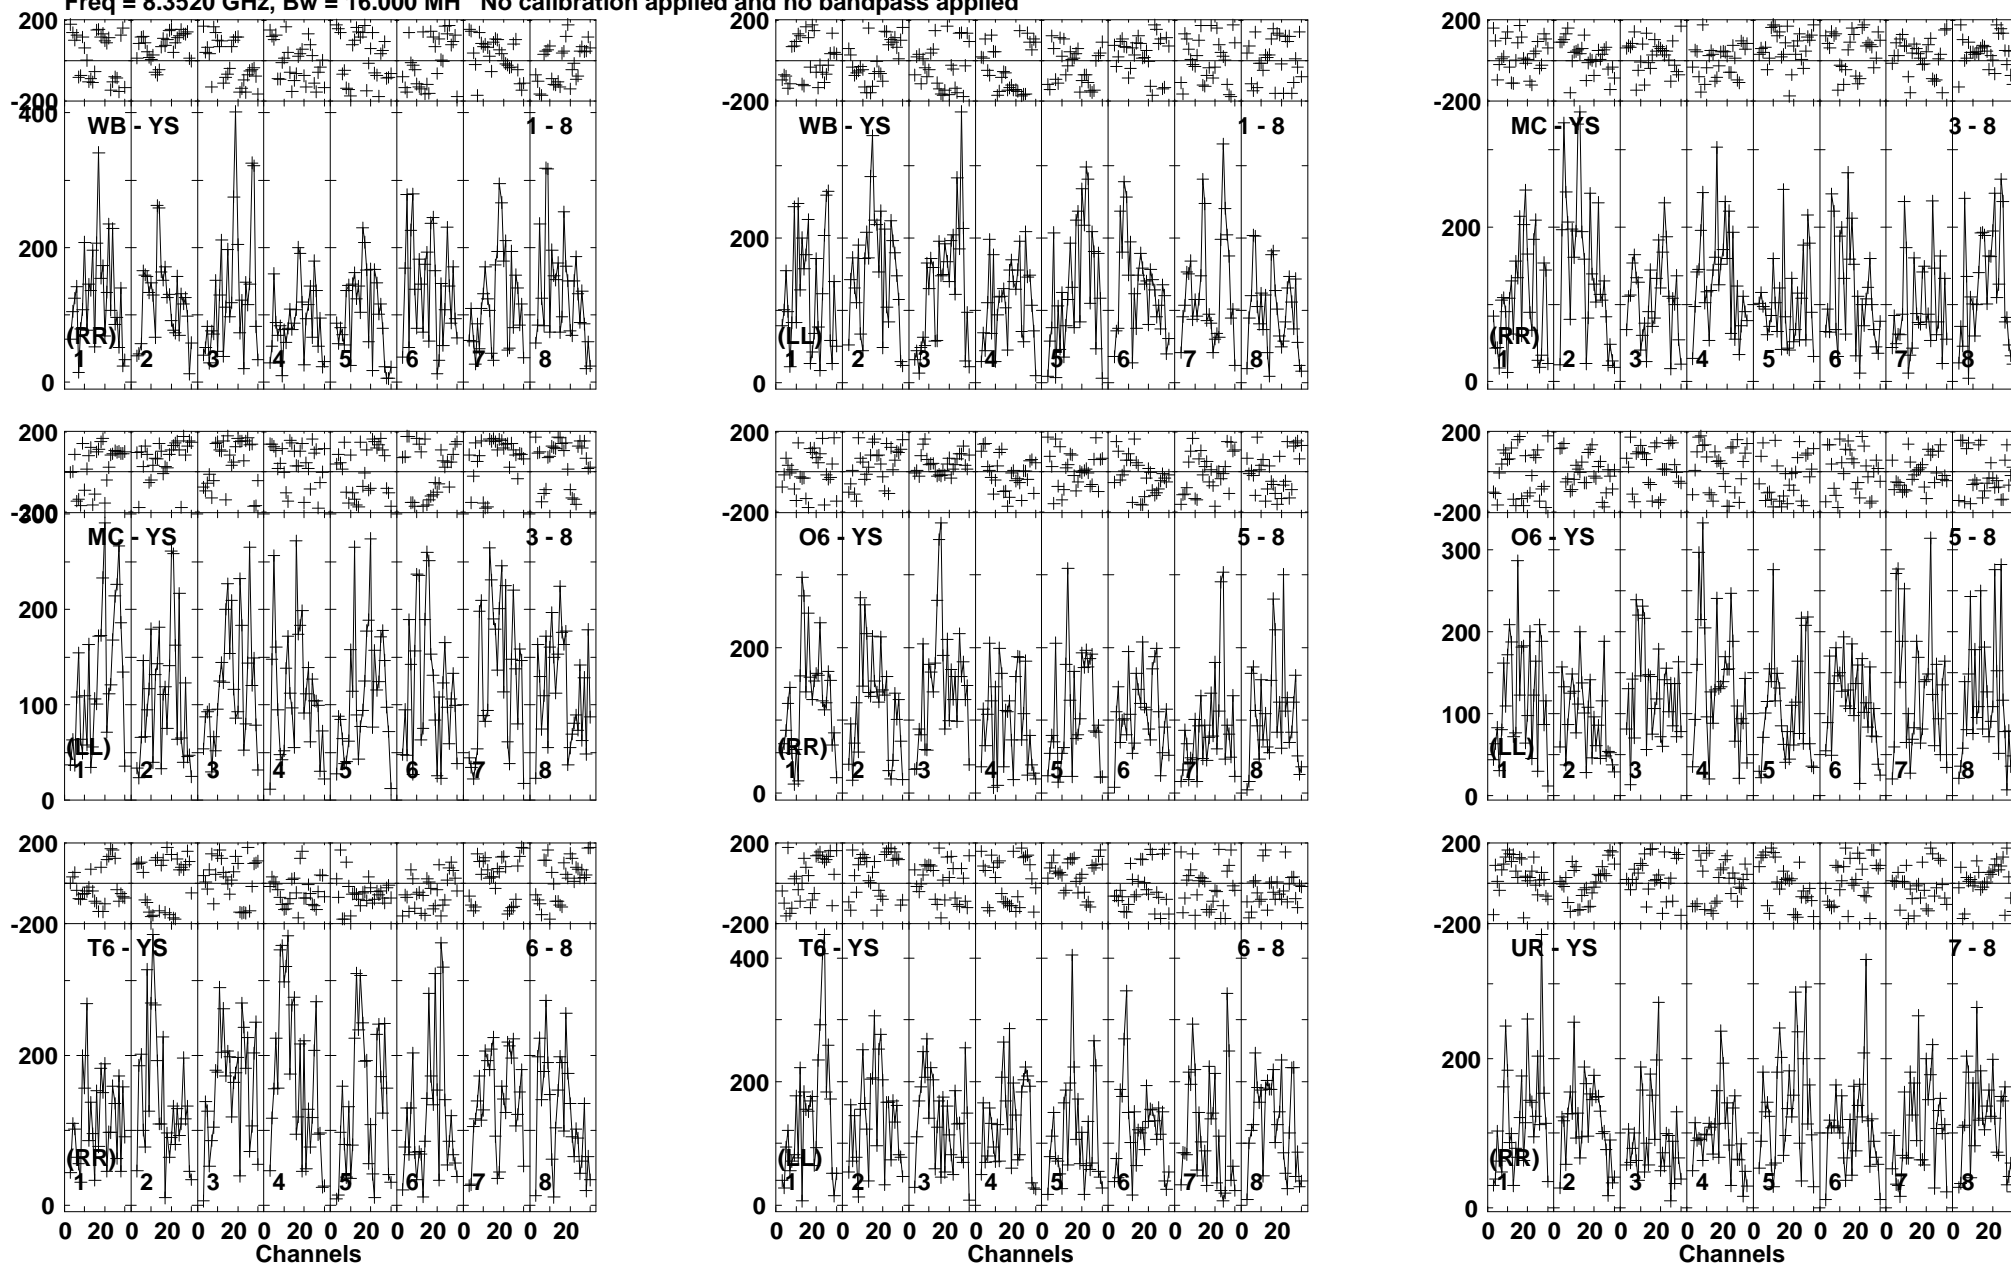 Freq = 8.3520 GHz, Bw = 16.000 MH No calibration applied and no bandpass applied
200 200 200
-200 -200 -200
400
WB - YS 1 - 8 WB - YS 1 - 8 MC - YS 3 - 8
200 200 200
(RR) (LL) (RR)
1 2 3 4 5 6 7 8 1 2 3 4 5 6 7 8 1 2 3 4 5 6 7 8
0 0 0
200 200 200
-200 -200 -200
300
MC - YS 3 - 8 O6 - YS 5 - 8 O6 - YS 5 - 8
300
200 200 200
100 100
(LL) (RR) (LL)
1 2 3 4 5 6 7 8 1 2 3 4 5 6 7 8 1 2 3 4 5 6 7 8
0 0 0
200 200 200
-200 -200 -200
T6 - YS 6 - 8 T6 - YS 6 - 8 UR - YS 7 - 8
400
200 200 200
(RR) (LL) (RR)
1 2 3 4 5 6 7 8 1 2 3 4 5 6 7 8 1 2 3 4 5 6 7 8
0 0 0
0 20 0 20 0 20 0 20 0 20 0 20 0 20 0 20 0 20 0 20 0 20 0 20 0 20 0 20 0 20 0 20 0 20 0 20 0 20 0 20 0 20 0 20 0 20 0 20
Channels Channels Channels